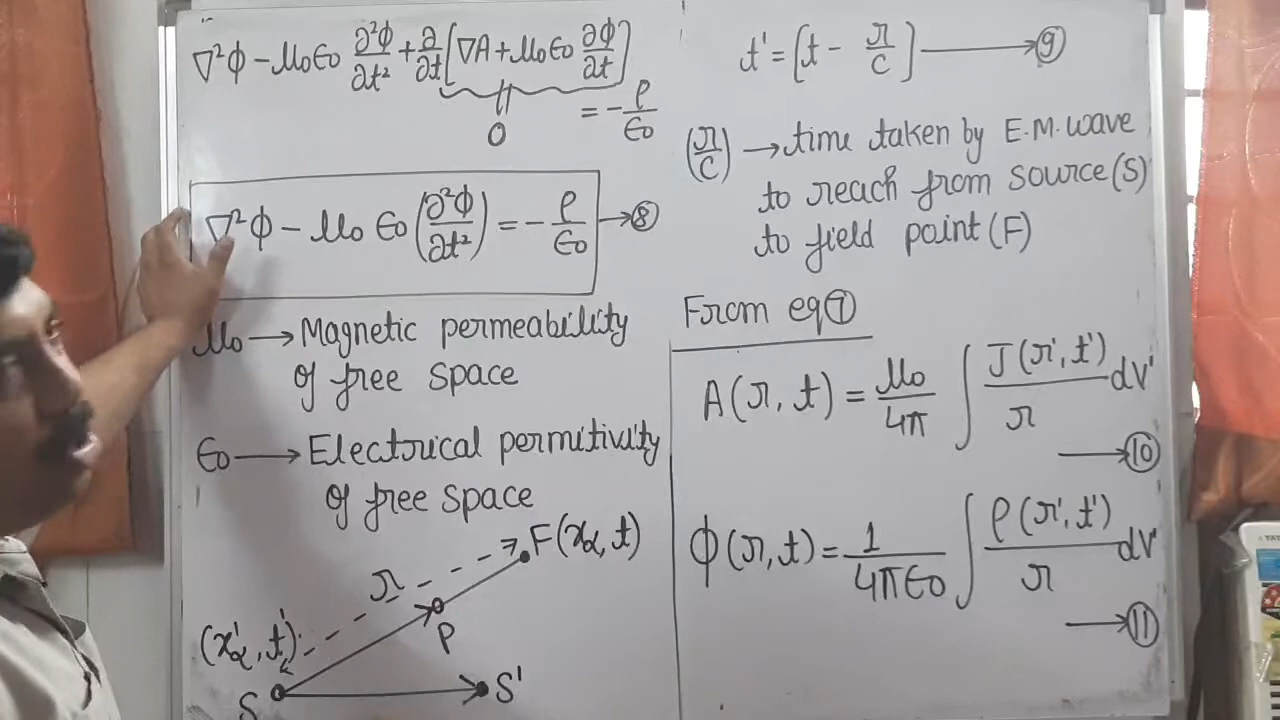 ∇²Φ − μ₀ϵ₀ ∂²Φ/∂t² + ∂/∂t [∇A + μ₀ϵ₀ ∂Φ/∂t]
0
= − ρ/ϵ₀
∇²Φ − μ₀ ϵ₀ (∂²Φ/∂t²) = − ρ/ϵ₀ → ⑧
μ₀ → Magnetic permeability
of free space
ϵ₀ → Electrical permitivity
of free space
F(xα, t)
r
(x'α, t')
P
S
S'
t' = [t − r/c] → ⑨
(r/c) → time taken by E.M.wave
to reach from source(S)
to field point(F)
From eq⑦
A(r, t) = μ₀/4π ∫ J(r', t')/r dV'
→ ⑩
Φ(r, t) = 1/4πϵ₀ ∫ ρ(r', t')/r dV'
→ ⑪